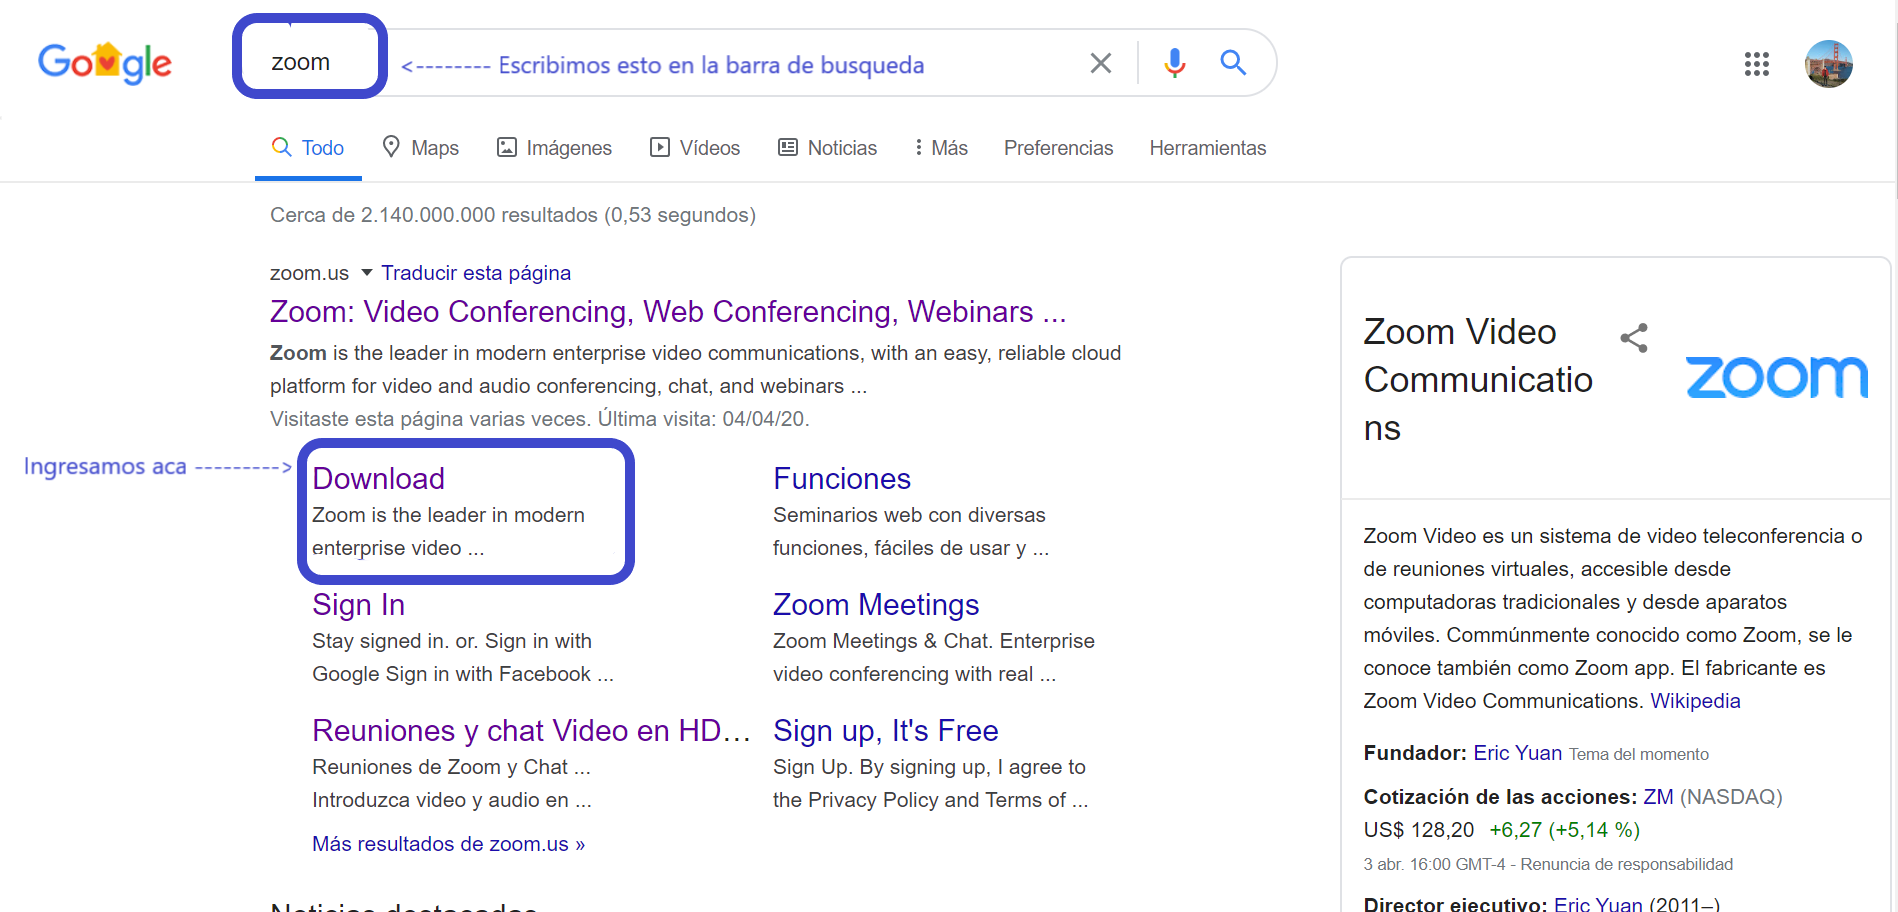 Google
zoom
<-------- Escribimos esto en la barra de busqueda
Todo
Maps
Imágenes
Vídeos
Noticias
Más
Preferencias
Herramientas
Cerca de 2.140.000.000 resultados (0,53 segundos)
zoom.us Traducir esta página
Zoom: Video Conferencing, Web Conferencing, Webinars ...
Zoom is the leader in modern enterprise video communications, with an easy, reliable cloud
platform for video and audio conferencing, chat, and webinars ...
Visitaste esta página varias veces. Última visita: 04/04/20.
Ingresamos aca --------->
Download
Zoom is the leader in modern
enterprise video ...
Funciones
Seminarios web con diversas
funciones, fáciles de usar y ...
Sign In
Stay signed in. or. Sign in with
Google Sign in with Facebook ...
Zoom Meetings
Zoom Meetings & Chat. Enterprise
video conferencing with real ...
Reuniones y chat Video en HD...
Reuniones de Zoom y Chat ...
Introduzca video y audio en ...
Sign up, It's Free
Sign Up. By signing up, I agree to
the Privacy Policy and Terms of ...
Más resultados de zoom.us »
Noticias destacadas
Zoom Video
Communicatio
ns
zoom
Zoom Video es un sistema de video teleconferencia o
de reuniones virtuales, accesible desde
computadoras tradicionales y desde aparatos
móviles. Commúnmente conocido como Zoom, se le
conoce también como Zoom app. El fabricante es
Zoom Video Communications. Wikipedia
Fundador: Eric Yuan Tema del momento
Cotización de las acciones: ZM (NASDAQ)
US$ 128,20 +6,27 (+5,14 %)
3 abr. 16:00 GMT-4 - Renuncia de responsabilidad
Director ejecutivo: Eric Yuan (2011–)